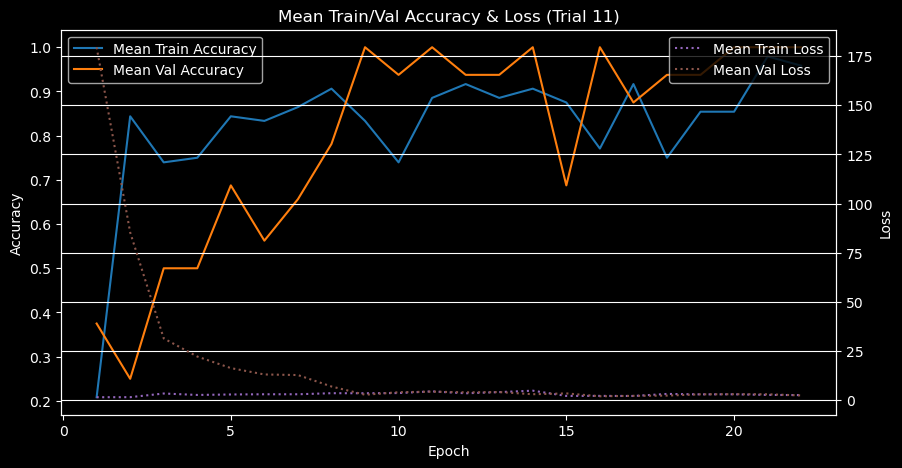 Mean Train/Val Accuracy & Loss (Trial 11)
Mean Train Accuracy
Mean Val Accuracy
Mean Train Loss
Mean Val Loss
1.0
0.9
0.8
0.7
0.6
0.5
0.4
0.3
0.2
Accuracy
175
150
125
100
75
50
25
0
Loss
0
5
10
15
20
Epoch